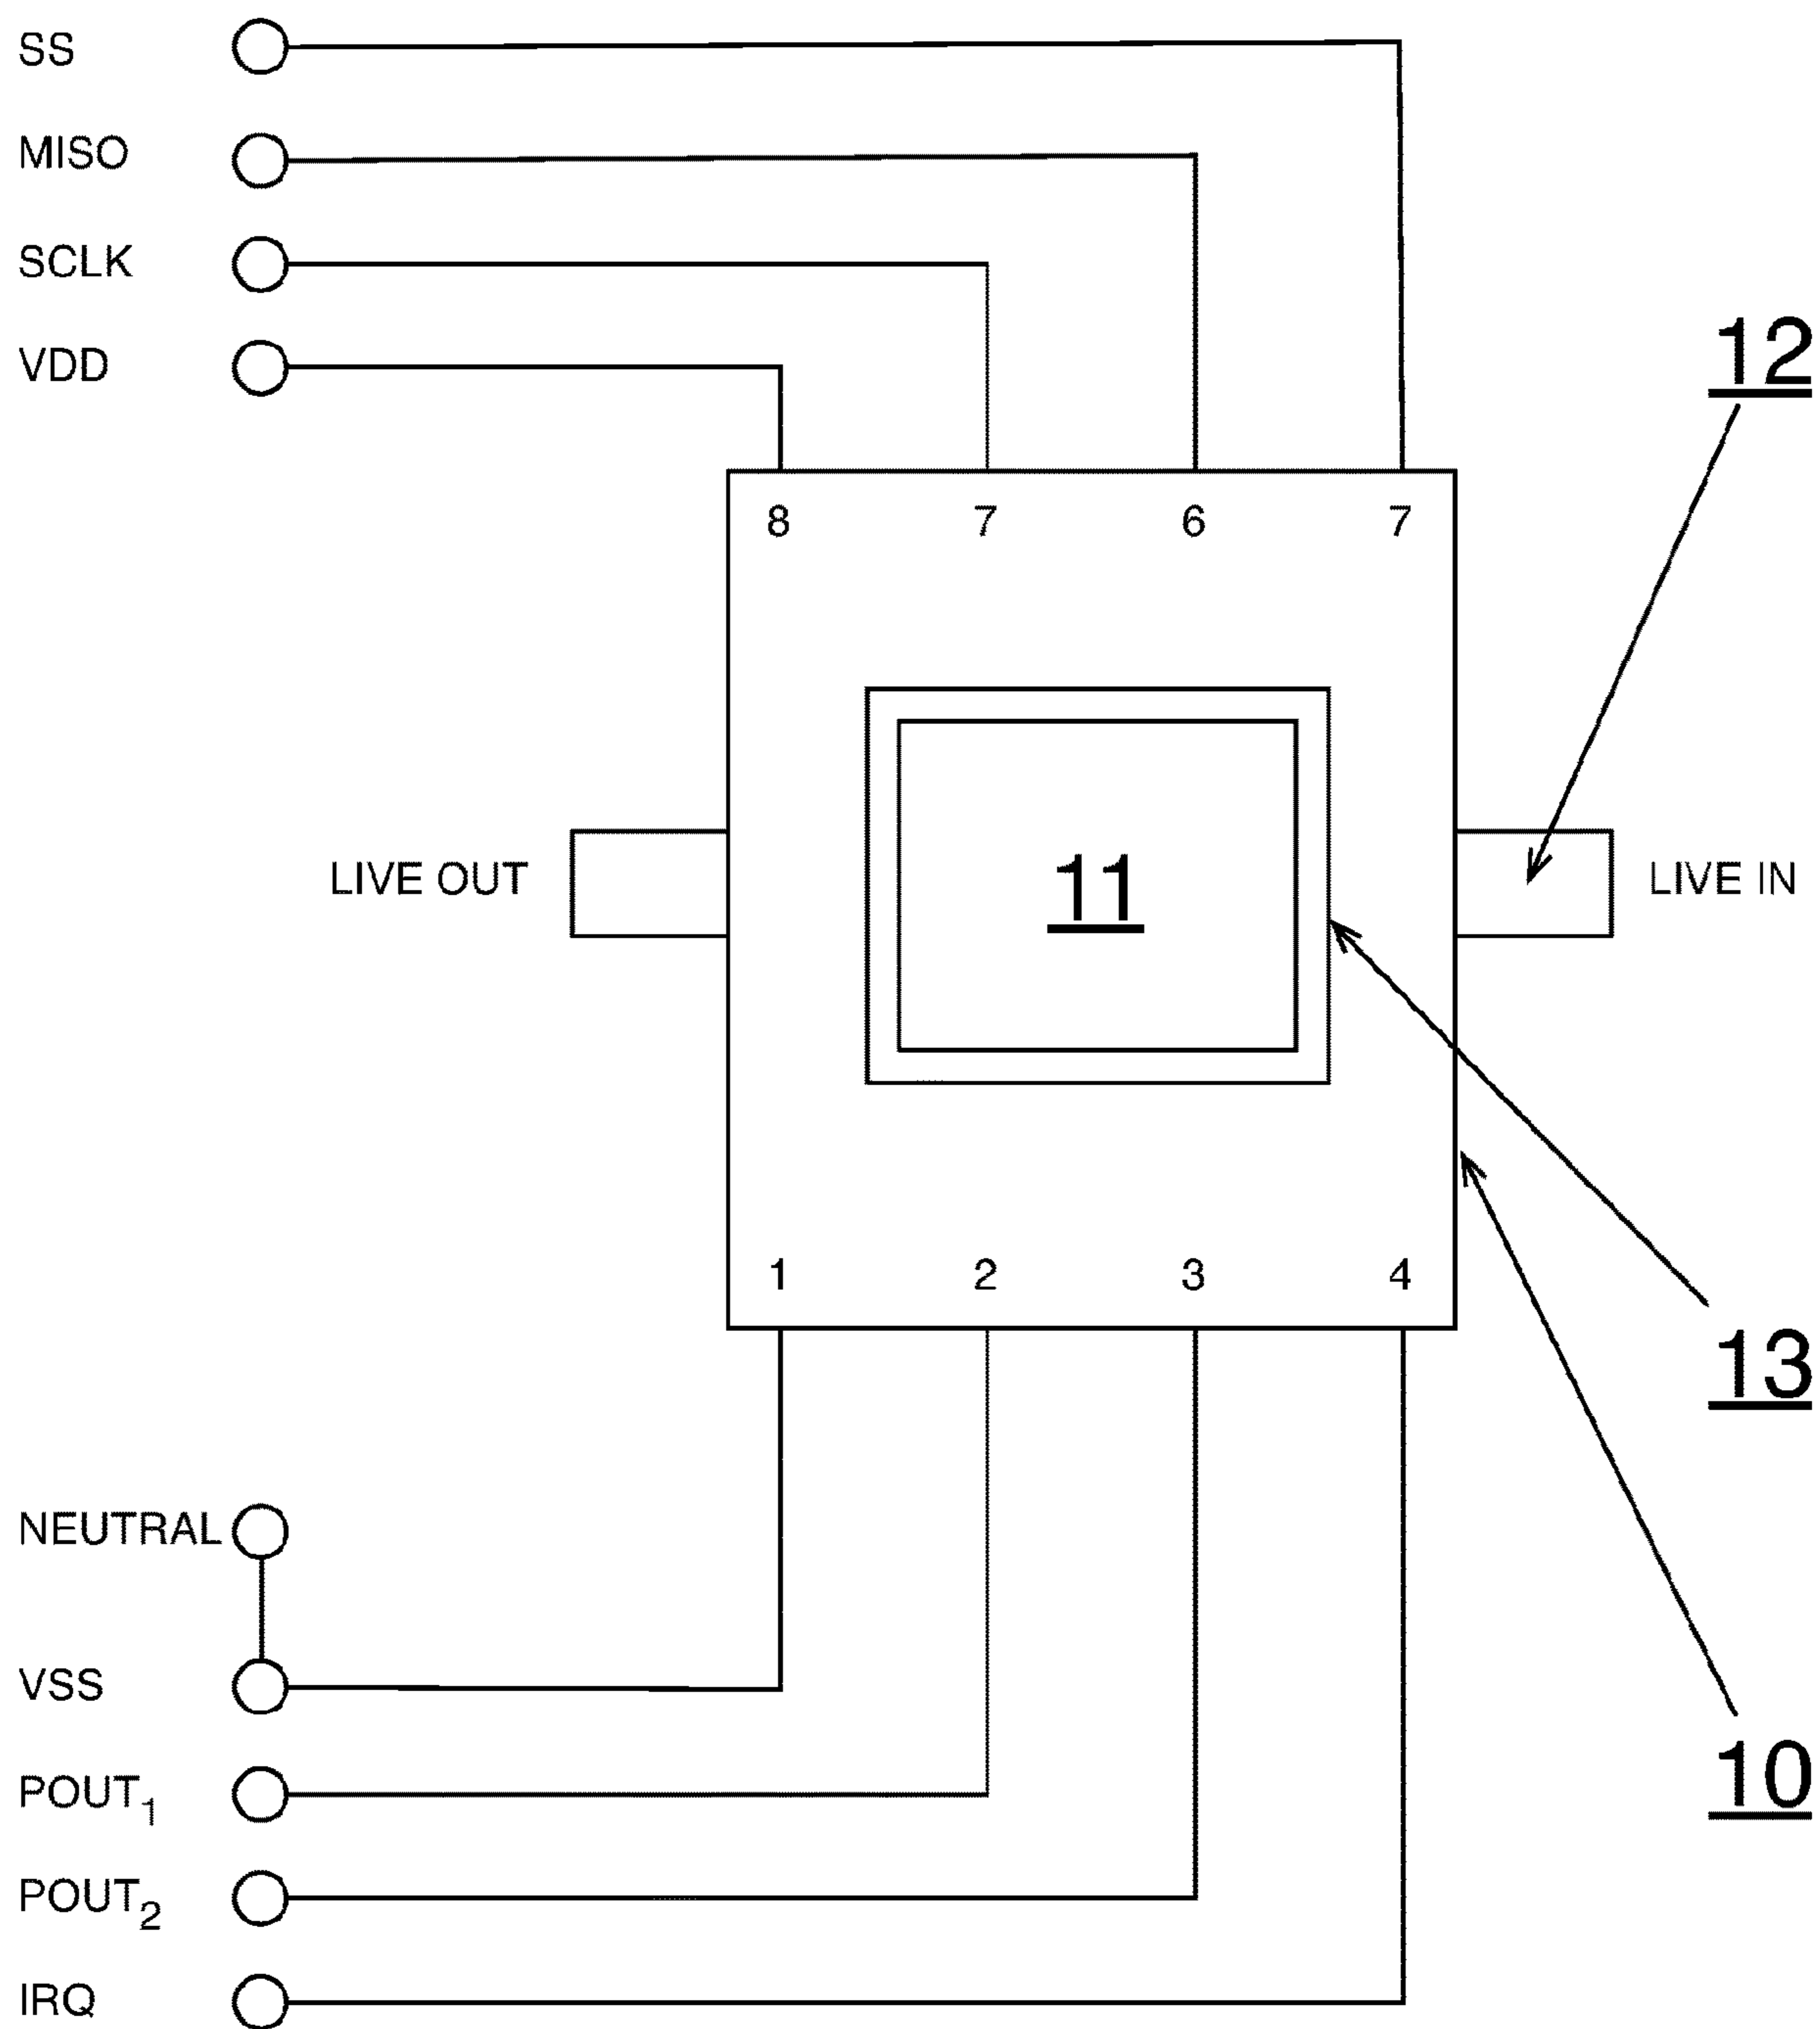 SS
MISO
SCLK
VDD
12
8 7 6 7
LIVE OUT
11
LIVE IN
1 2 3 4
13
NEUTRAL
VSS
POUT1
10
POUT2
IRQ